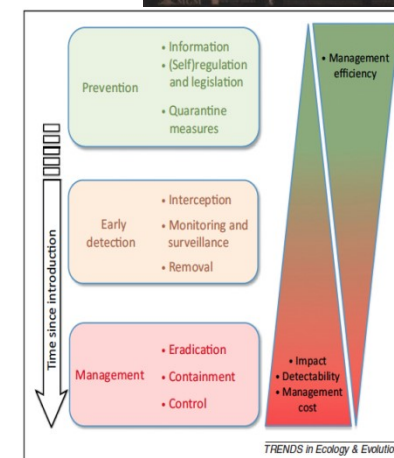 Prevention
• Information
• (Self)regulation
and legislation
• Quarantine
measures
• Management
efficiency
Early
detection
• Interception
• Monitoring and
surveillance
• Removal
Time since introduction
Management
• Eradication
• Containment
• Control
• Impact
• Detectability
• Management
cost
TRENDS in Ecology & Evolution